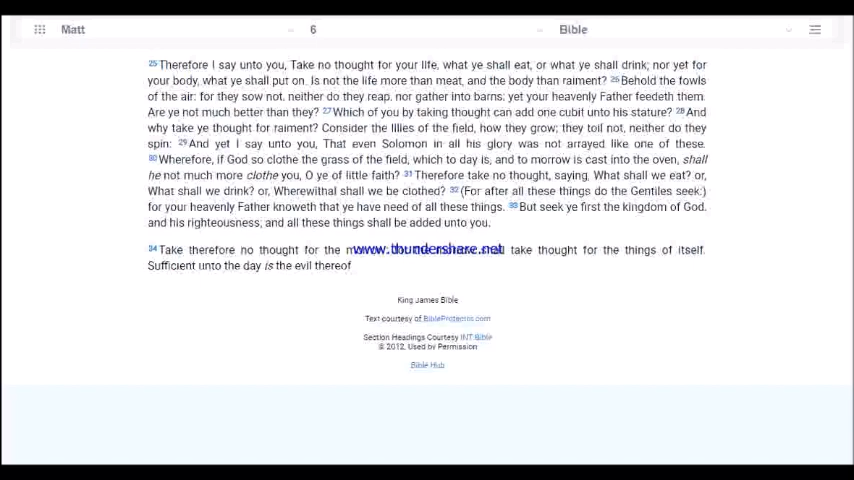 Matt 6 Bible
25Therefore I say unto you, Take no thought for your life, what ye shall eat, or what ye shall drink; nor yet for
your body, what ye shall put on. Is not the life more than meat, and the body than raiment? 26Behold the fowls
of the air: for they sow not, neither do they reap, nor gather into barns; yet your heavenly Father feedeth them.
Are ye not much better than they? 27Which of you by taking thought can add one cubit unto his stature? 28And
why take ye thought for raiment? Consider the lilies of the field, how they grow; they toil not, neither do they
spin: 29And yet I say unto you, That even Solomon in all his glory was not arrayed like one of these.
30Wherefore, if God so clothe the grass of the field, which to day is, and to morrow is cast into the oven, shall
he not much more clothe you, O ye of little faith? 31Therefore take no thought, saying, What shall we eat? or,
What shall we drink? or, Wherewithal shall we be clothed? 32(For after all these things do the Gentiles seek:)
for your heavenly Father knoweth that ye have need of all these things. 33But seek ye first the kingdom of God,
and his righteousness; and all these things shall be added unto you.
34Take therefore no thought for the shall take thought for the things of itself.
www.thundershare.net
Sufficient unto the day is the evil thereof
King James Bible
Text courtesy of BibleProtector.com
Section Headings Courtesy INT Bible
© 2012, Used by Permission
Bible Hub